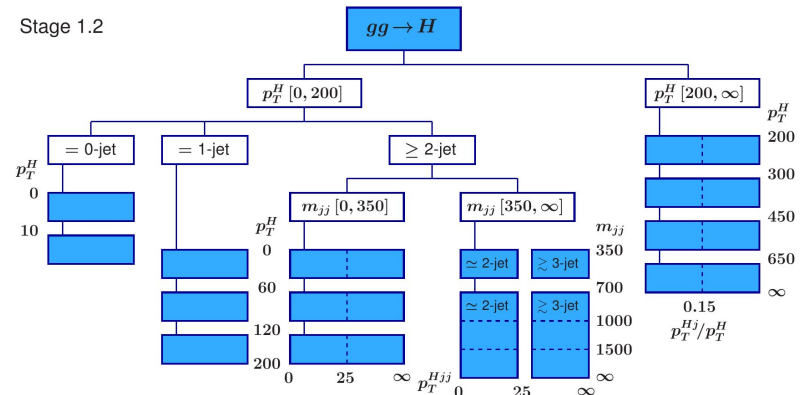 Stage 1.2
gg → H
p_T^H [0, 200]
p_T^H [200, ∞]
= 0-jet
= 1-jet
≥ 2-jet
p_T^H
0
10
m_jj [0, 350]
m_jj [350, ∞]
p_T^H
0
60
120
200
0 25 ∞
≃ 2-jet
≳ 3-jet
≃ 2-jet
≳ 3-jet
m_jj
350
700
1000
1500
∞
p_T^Hjj
0 25 ∞
p_T^H
200
300
450
650
∞
0.15
p_T^Hj/p_T^H